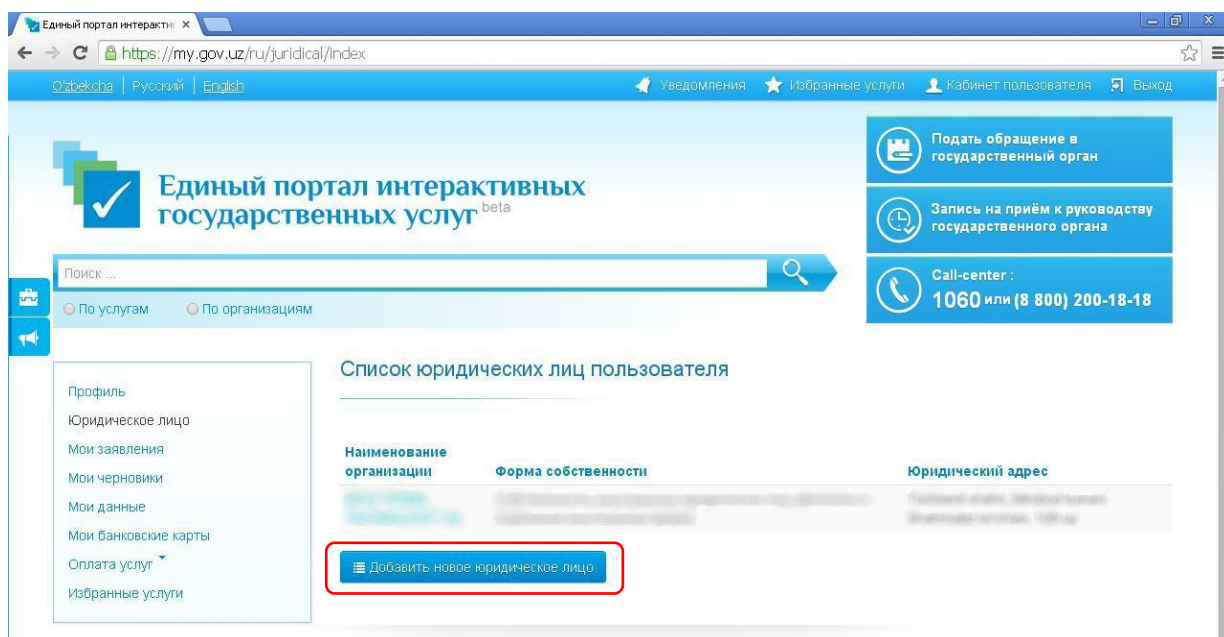 Единый портал интеракти
https://my.gov.uz/ru/juridical/index
O'zbekcha | Русский | English
Уведомления Избранные услуги Кабинет пользователя Выход
Единый портал интерактивных
государственных услуг beta
Подать обращение в
государственный орган
Запись на приём к руководству
государственного органа
Call-center :
1060 или (8 800) 200-18-18
Поиск ...
По услугам По организациям
Профиль
Юридическое лицо
Мои заявления
Мои черновики
Мои данные
Мои банковские карты
Оплата услуг
Избранные услуги
Список юридических лиц пользователя
Наименование
организации Форма собственности Юридический адрес
Добавить новое юридическое лицо